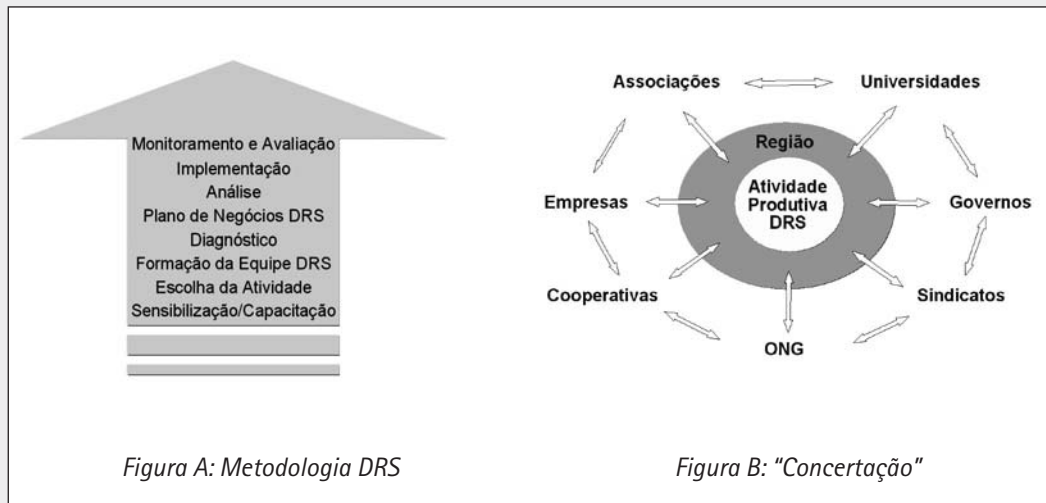 Monitoramento e Avaliação
Implementação
Análise
Plano de Negócios DRS
Diagnóstico
Formação da Equipe DRS
Escolha da Atividade
Sensibilização/Capacitação
Figura A: Metodologia DRS
Associações
Universidades
Região
Atividade
Produtiva
DRS
Empresas
Governos
Cooperativas
Sindicatos
ONG
Figura B: "Concertação"